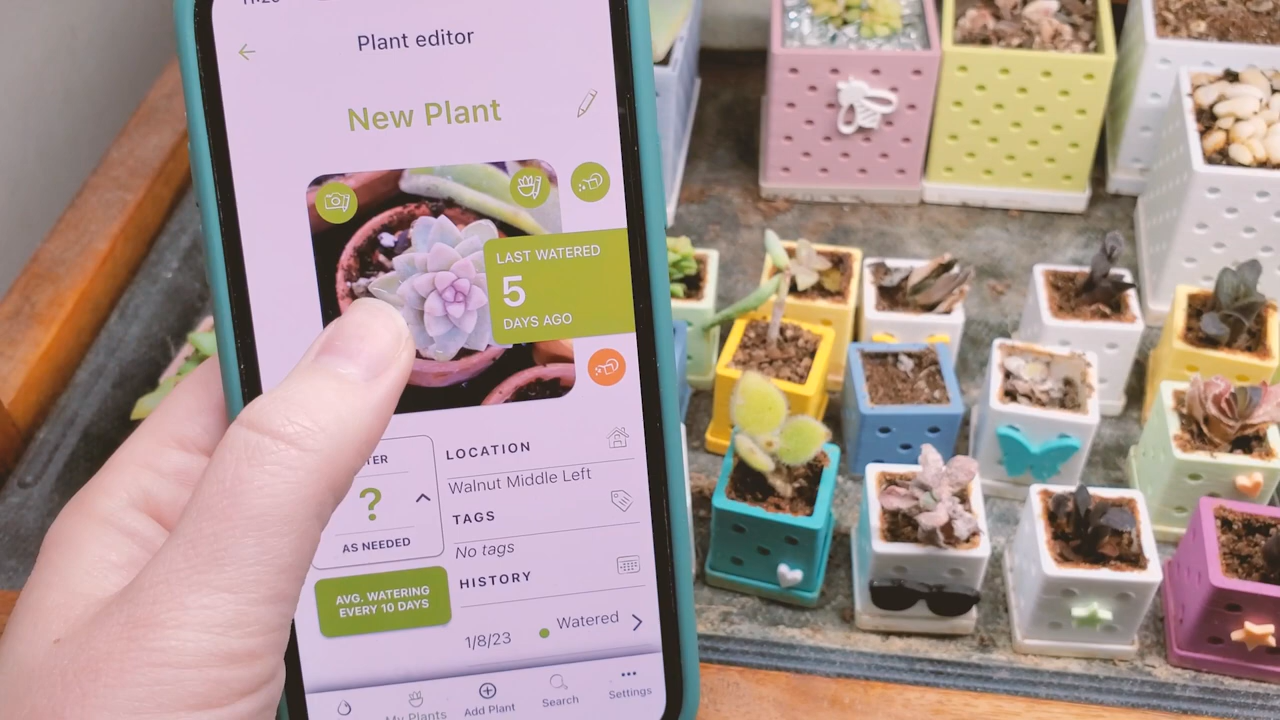 Plant editor
New Plant
LAST WATERED
5
DAYS AGO
?
AS NEEDED
AVG. WATERING
EVERY 10 DAYS
LOCATION
Walnut Middle Left
TAGS
No tags
HISTORY
1/8/23 Watered
My Plants
Add Plant
Search
Settings